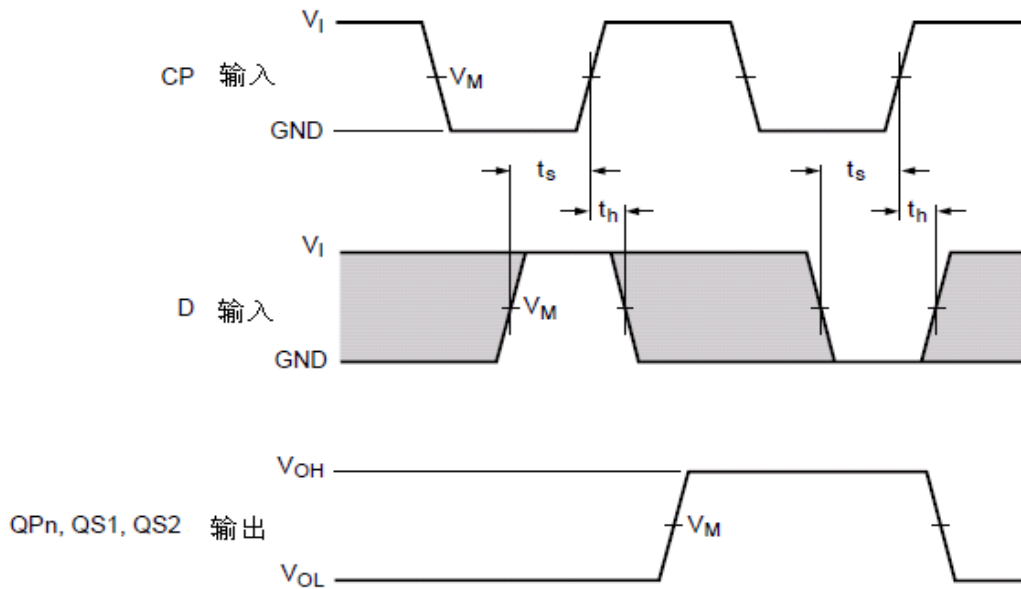 VI
CP 输入
VM
GND
ts
ts
th
th
VI
D 输入
VM
GND
VOH
QPn, QS1, QS2 输出
VM
VOL